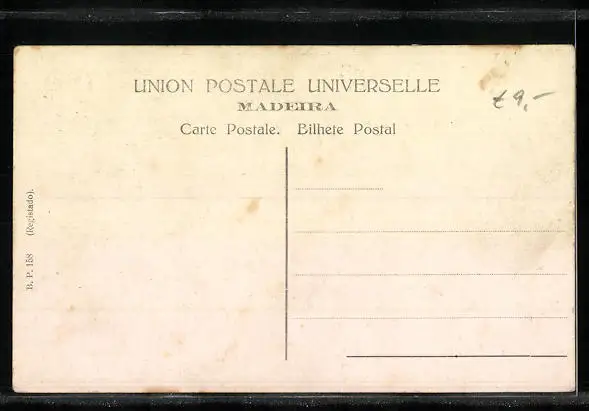 UNION POSTALE UNIVERSELLE
MADEIRA
Carte Postale. Bilhete Postal
€9,-
B. P. 158 (Registado).